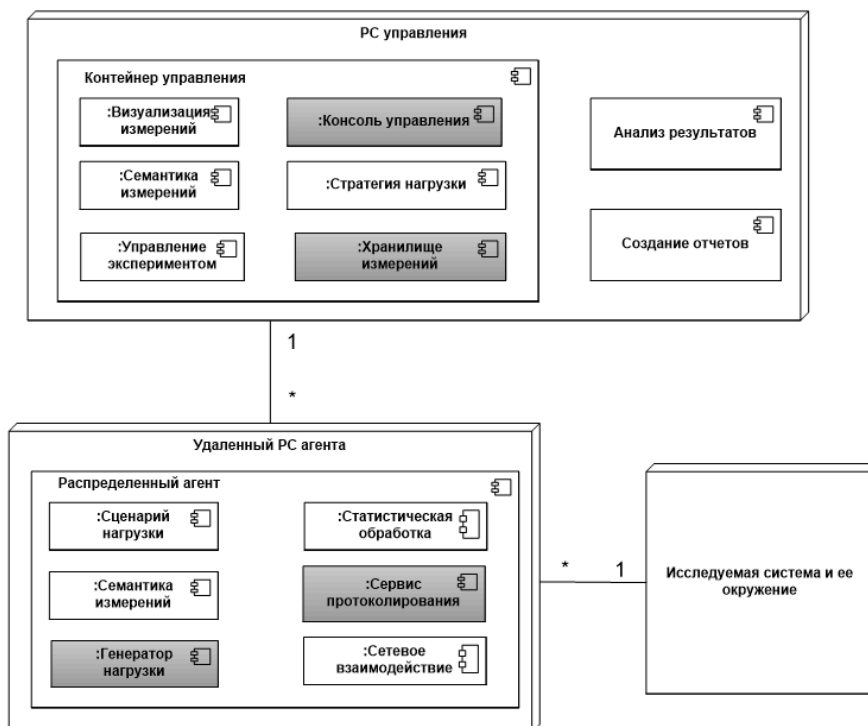 РС управления
Контейнер управления
:Визуализация
измерений
:Консоль управления
:Семантика
измерений
:Стратегия нагрузки
:Управление
экспериментом
:Хранилище
измерений
Анализ результатов
Создание отчетов
1
*
Удаленный РС агента
Распределенный агент
:Сценарий
нагрузки
:Статистическая
обработка
:Семантика
измерений
:Сервис
протоколирования
:Генератор
нагрузки
:Сетевое
взаимодействие
*
1
Исследуемая система и ее
окружение